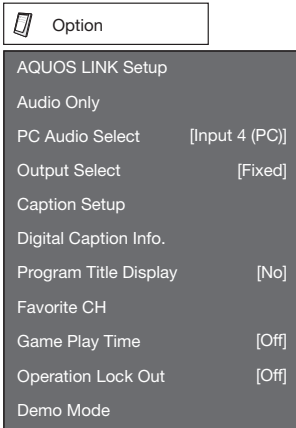 Option
AQUOS LINK Setup
Audio Only
PC Audio Select [Input 4 (PC)]
Output Select [Fixed]
Caption Setup
Digital Caption Info.
Program Title Display [No]
Favorite CH
Game Play Time [Off]
Operation Lock Out [Off]
Demo Mode